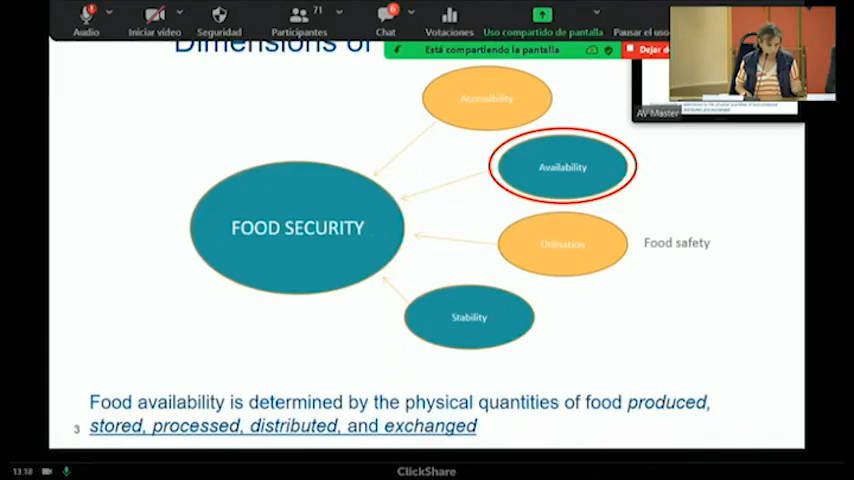 Audio
Iniciar vídeo
Seguridad
71
Participantes
6
Chat
Votaciones
Uso compartido de pantalla
Pausar el uso
Está compartiendo la pantalla
Dejar de
Dimensions of
AV-Master
Accessibility
Availability
FOOD SECURITY
Utilisation
Food safety
Stability
Food availability is determined by the physical quantities of food produced,
stored, processed, distributed, and exchanged
3
13.18
ClickShare